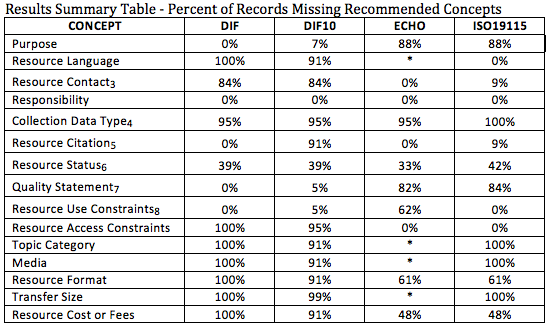 Results Summary Table - Percent of Records Missing Recommended Concepts
CONCEPT DIF DIF10 ECHO ISO19115
Purpose 0% 7% 88% 88%
Resource Language 100% 91% * 0%
Resource Contact3 84% 84% 0% 9%
Responsibility 0% 0% 0% 0%
Collection Data Type4 95% 95% 95% 100%
Resource Citation5 0% 91% 0% 9%
Resource Status6 39% 39% 33% 42%
Quality Statement7 0% 5% 82% 84%
Resource Use Constraints8 0% 5% 62% 0%
Resource Access Constraints 100% 95% 0% 0%
Topic Category 100% 91% * 100%
Media 100% 91% * 100%
Resource Format 100% 91% 61% 61%
Transfer Size 100% 99% * 100%
Resource Cost or Fees 100% 91% 48% 48%